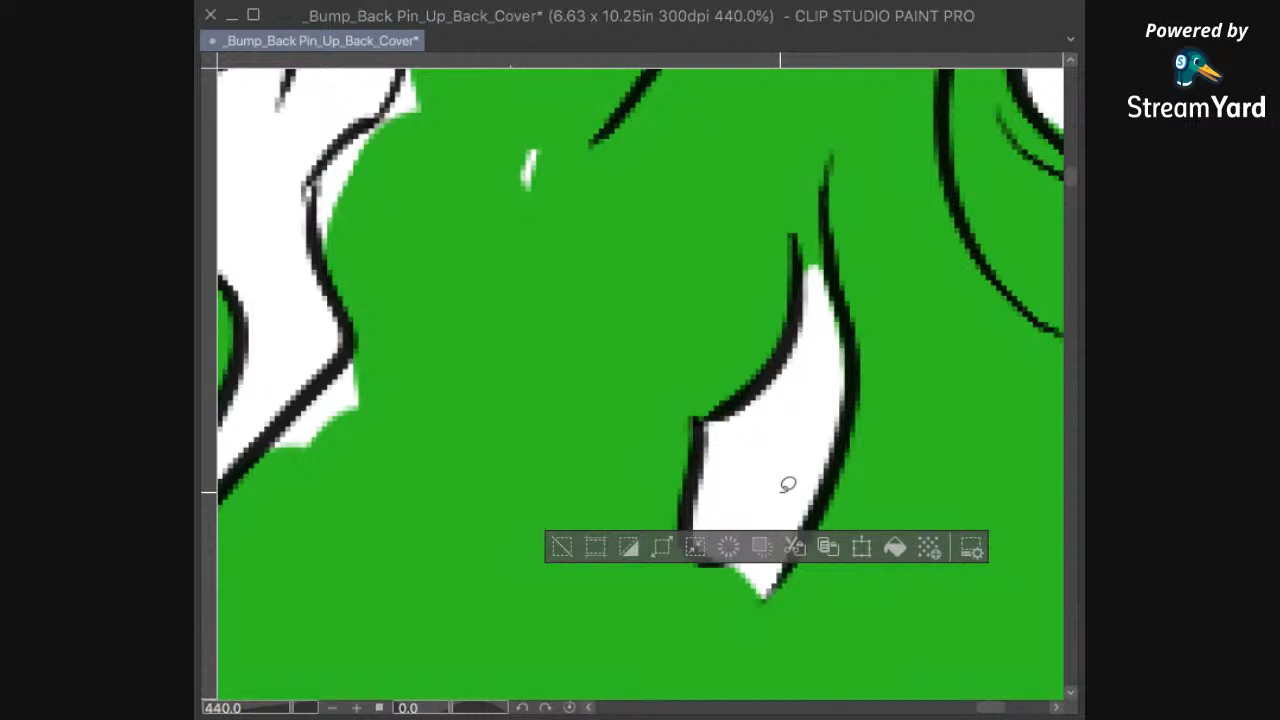 _Bump_Back Pin_Up_Back_Cover* (6.63 x 10.25in 300dpi 440.0%) - CLIP STUDIO PAINT PRO
_Bump_Back Pin_Up_Back_Cover*
Powered by
StreamYard
440.0
0.0